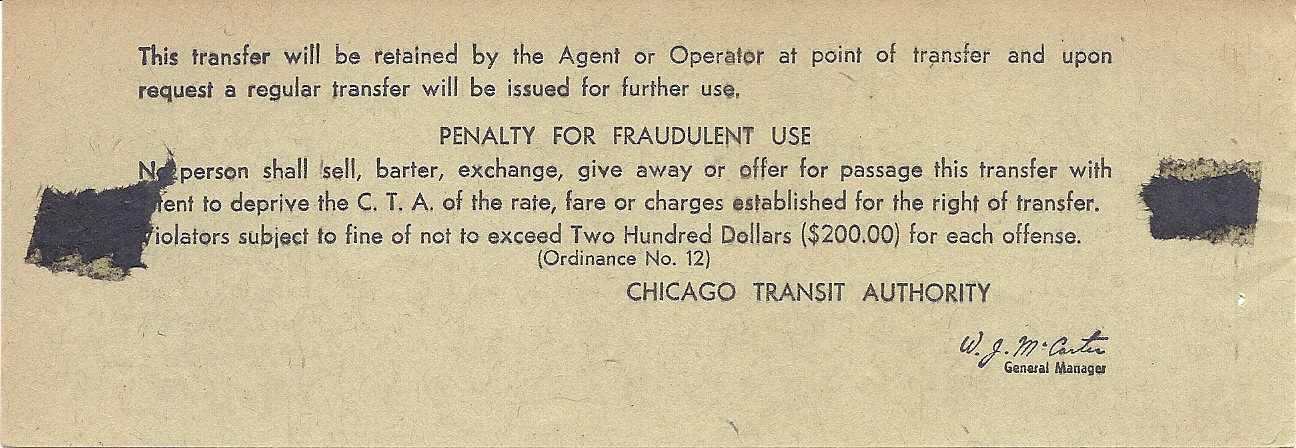 This transfer will be retained by the Agent or Operator at point of transfer and upon
request a regular transfer will be issued for further use.
PENALTY FOR FRAUDULENT USE
No person shall sell, barter, exchange, give away or offer for passage this transfer with
tent to deprive the C. T. A. of the rate, fare or charges established for the right of transfer.
Violators subject to fine of not to exceed Two Hundred Dollars ($200.00) for each offense.
(Ordinance No. 12)
CHICAGO TRANSIT AUTHORITY
W. J. McCarter
General Manager